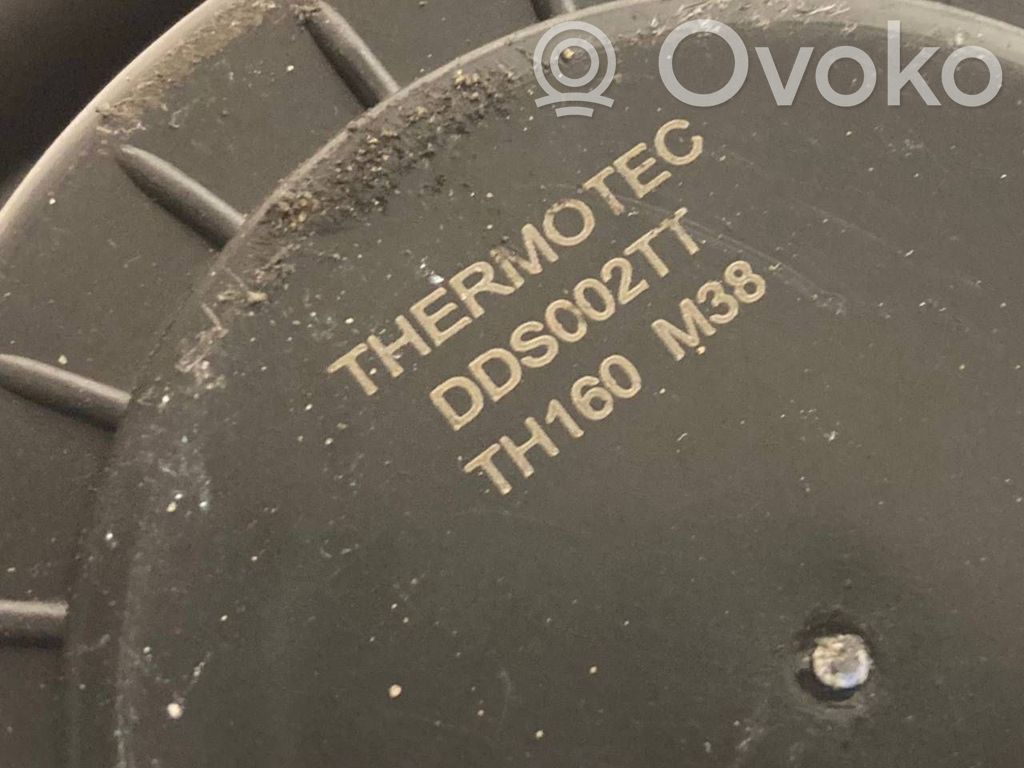 Ovoko
THERMOTEC
DDS002TT
TH160 M38